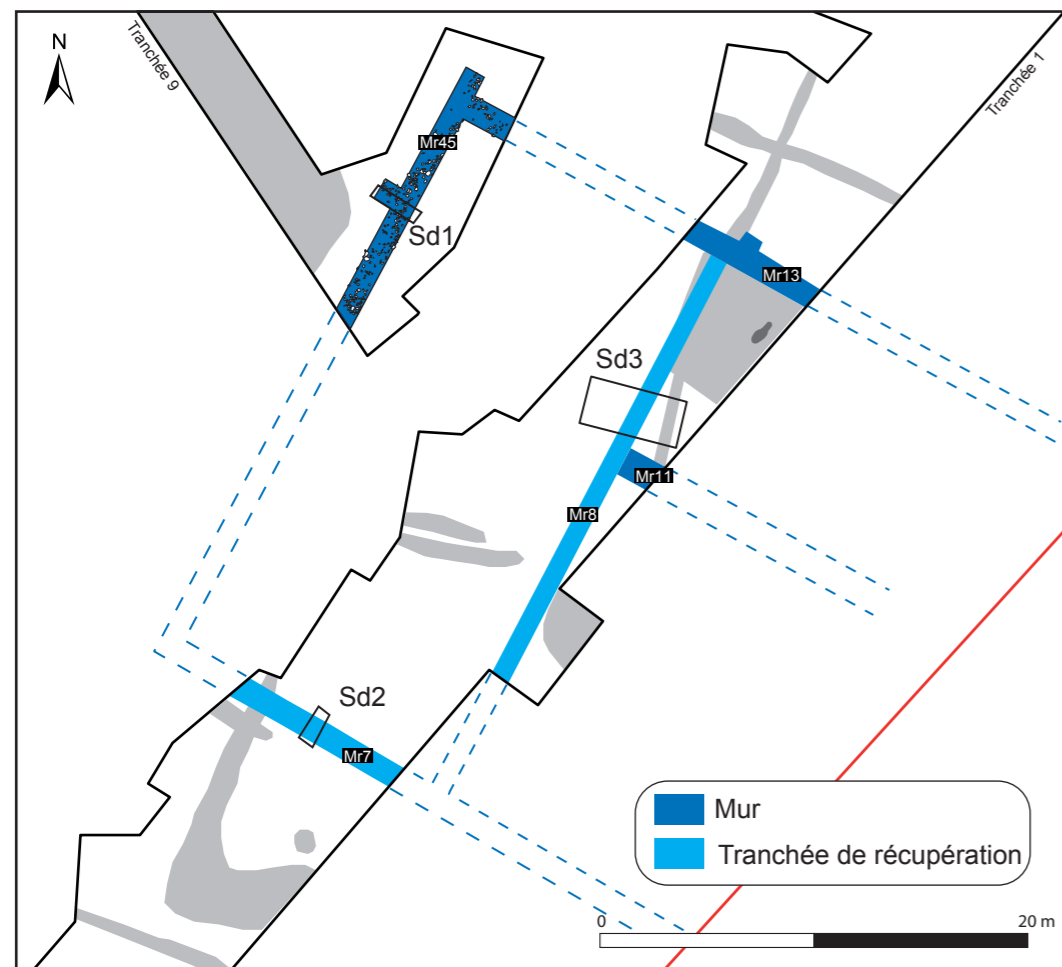 N
Tranchée 9
Tranchée 1
Mr45
Sd1
Mr13
Sd3
Mr11
Mr8
Sd2
Mr7
Mur
Tranchée de récupération
0
20 m